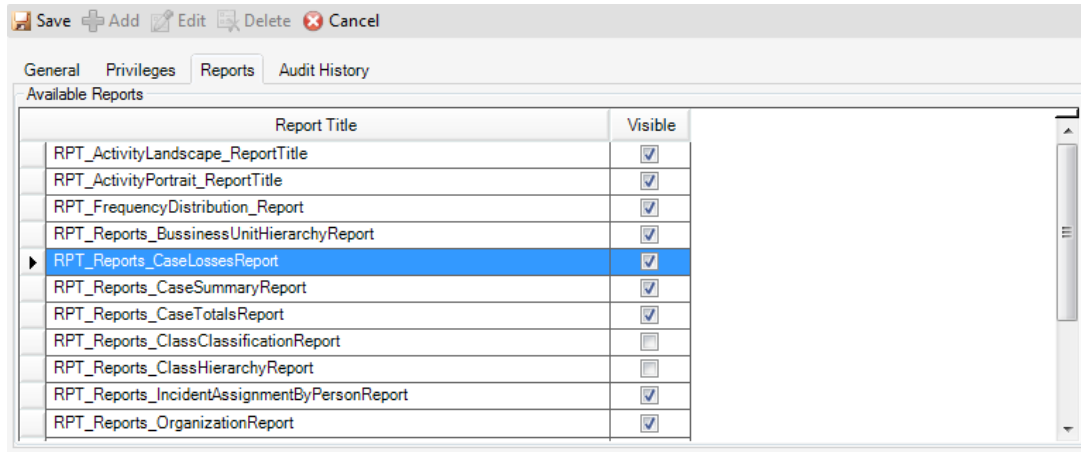 Save Add Edit Delete Cancel
General Privileges Reports Audit History
Available Reports
Report Title Visible
RPT_ActivityLandscape_ReportTitle
RPT_ActivityPortrait_ReportTitle
RPT_FrequencyDistribution_Report
RPT_Reports_BussinessUnitHierarchyReport
RPT_Reports_CaseLossesReport
RPT_Reports_CaseSummaryReport
RPT_Reports_CaseTotalsReport
RPT_Reports_ClassClassificationReport
RPT_Reports_ClassHierarchyReport
RPT_Reports_IncidentAssignmentByPersonReport
RPT_Reports_OrganizationReport